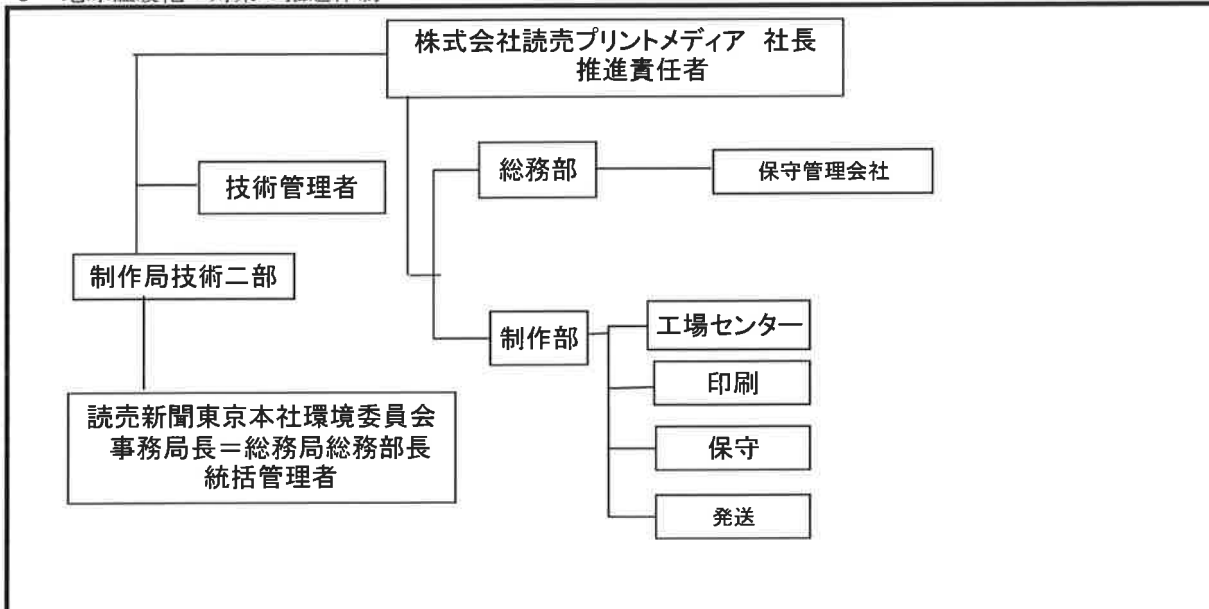 株式会社読売プリントメディア 社長
推進責任者
総務部
保守管理会社
技術管理者
制作局技術二部
制作部
工場センター
印刷
保守
発送
読売新聞東京本社環境委員会
事務局長＝総務局総務部長
統括管理者